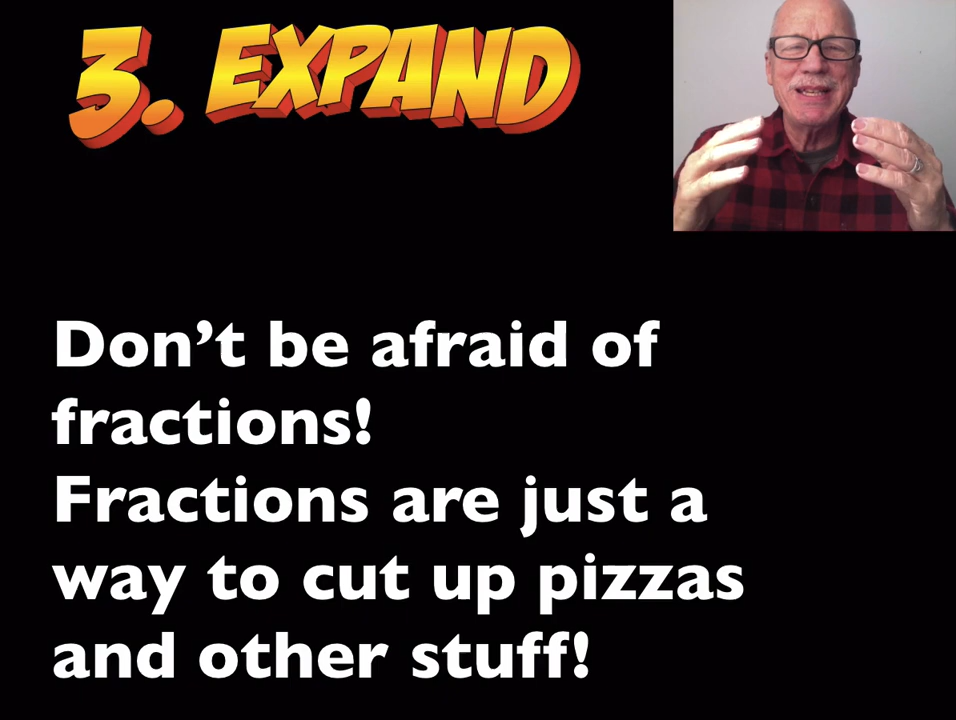 3. EXPAND
Don’t be afraid of
fractions!
Fractions are just a
way to cut up pizzas
and other stuff!